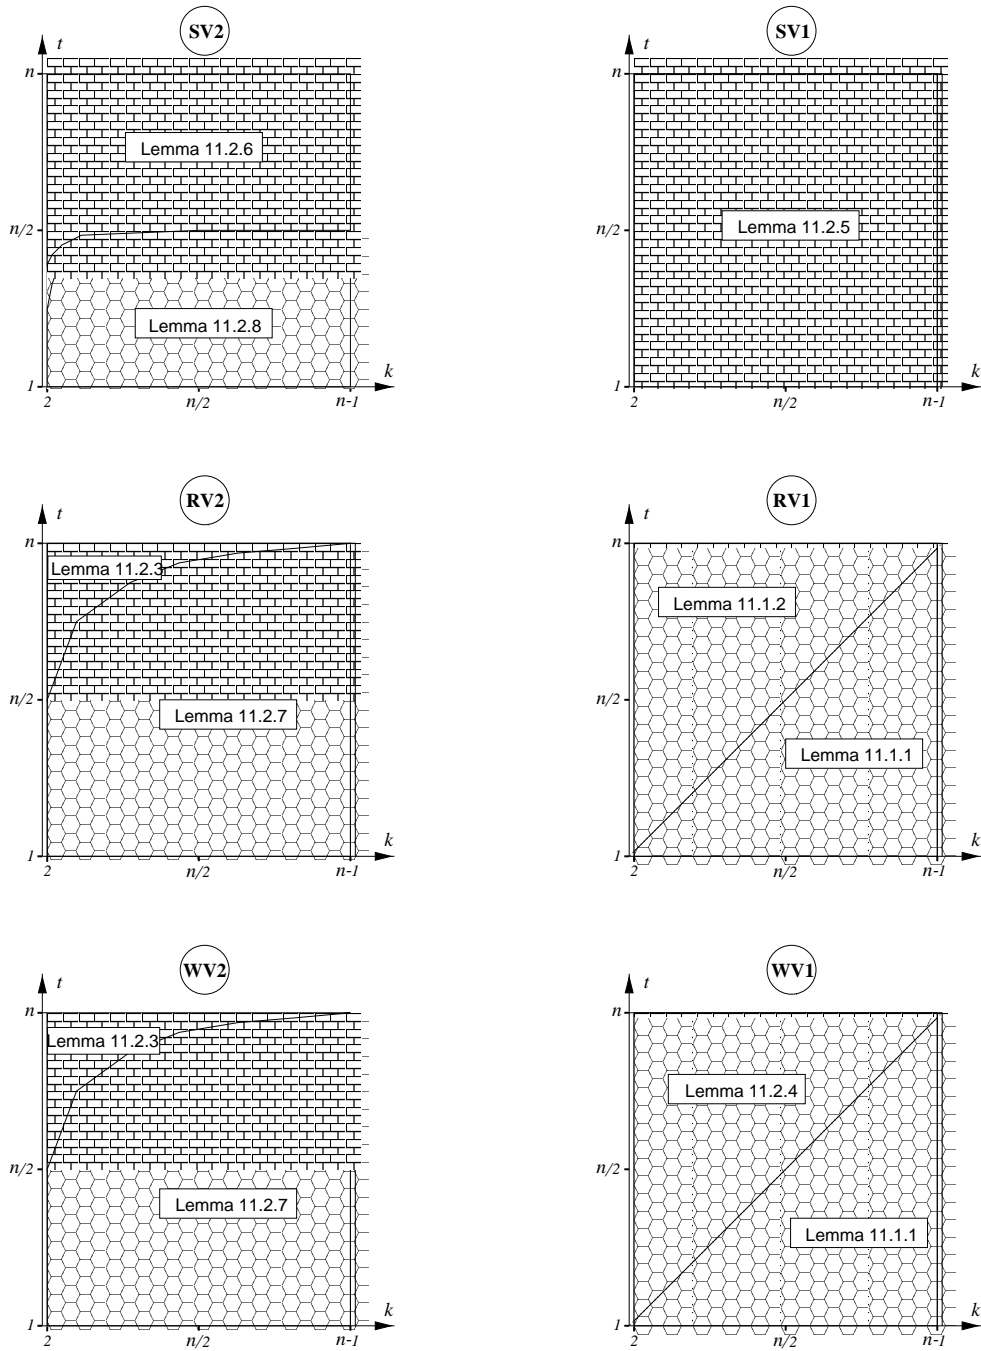 SV2
t
n
Lemma 11.2.6
n/2
Lemma 11.2.8
1
k
2
n/2
n-1
SV1
t
n
Lemma 11.2.5
n/2
1
k
2
n/2
n-1
RV2
t
n
Lemma 11.2.3
n/2
Lemma 11.2.7
1
k
2
n/2
n-1
RV1
t
n
Lemma 11.1.2
n/2
Lemma 11.1.1
1
k
2
n/2
n-1
WV2
t
n
Lemma 11.2.3
n/2
Lemma 11.2.7
1
k
2
n/2
n-1
WV1
t
n
Lemma 11.2.4
n/2
Lemma 11.1.1
1
k
2
n/2
n-1